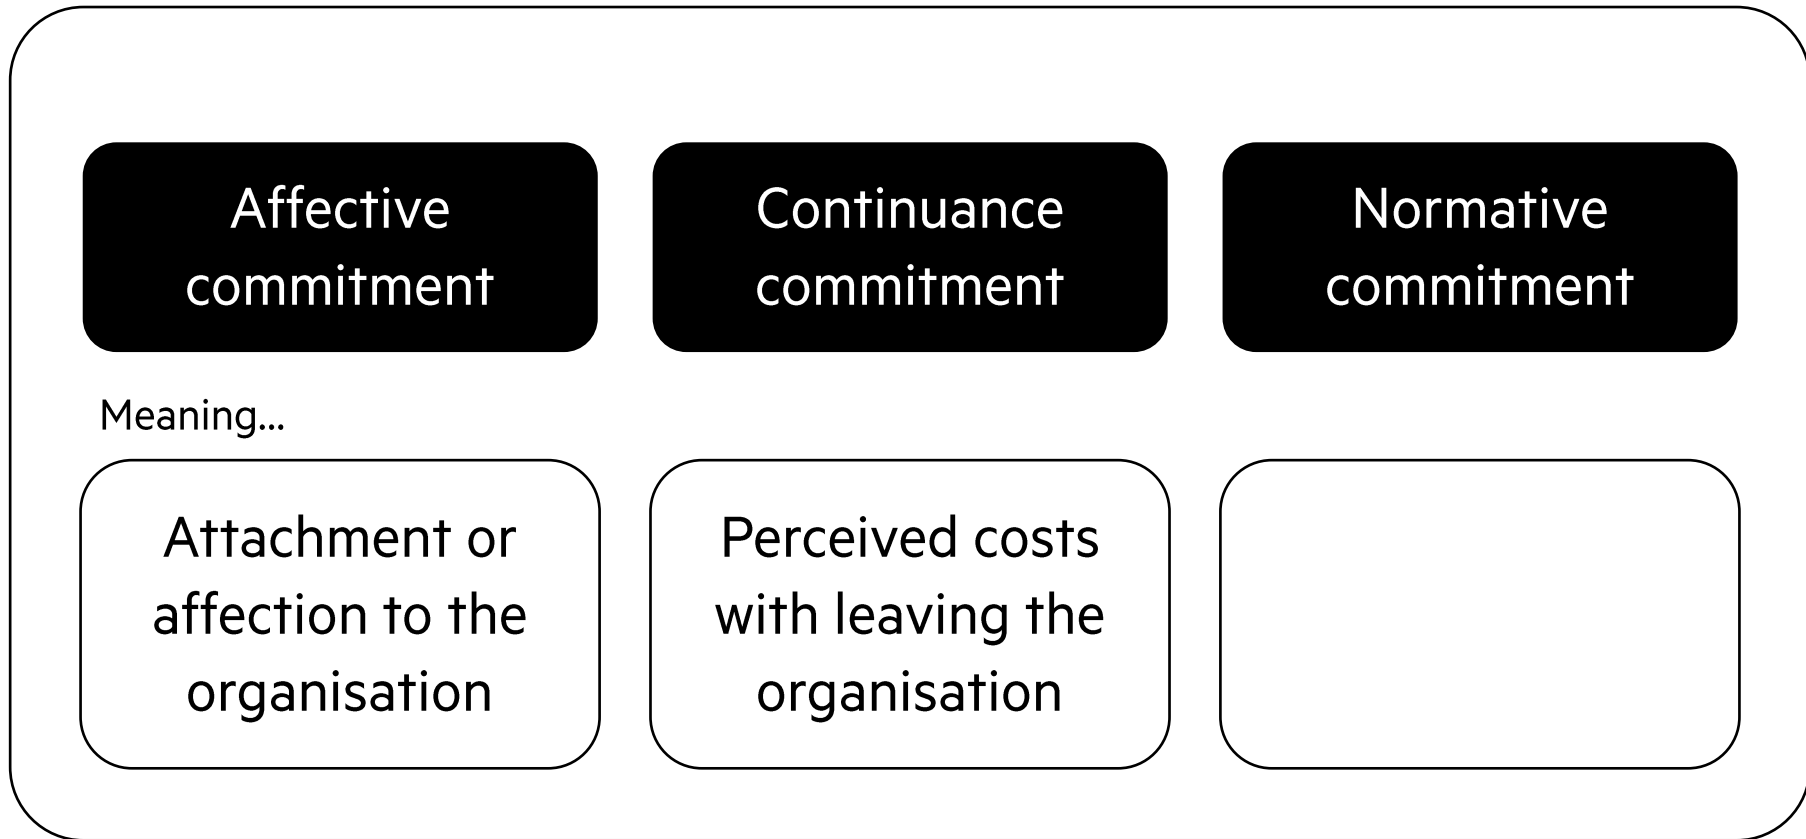 Affective
commitment
Continuance
commitment
Normative
commitment
Meaning...
Attachment or
affection to the
organisation
Perceived costs
with leaving the
organisation